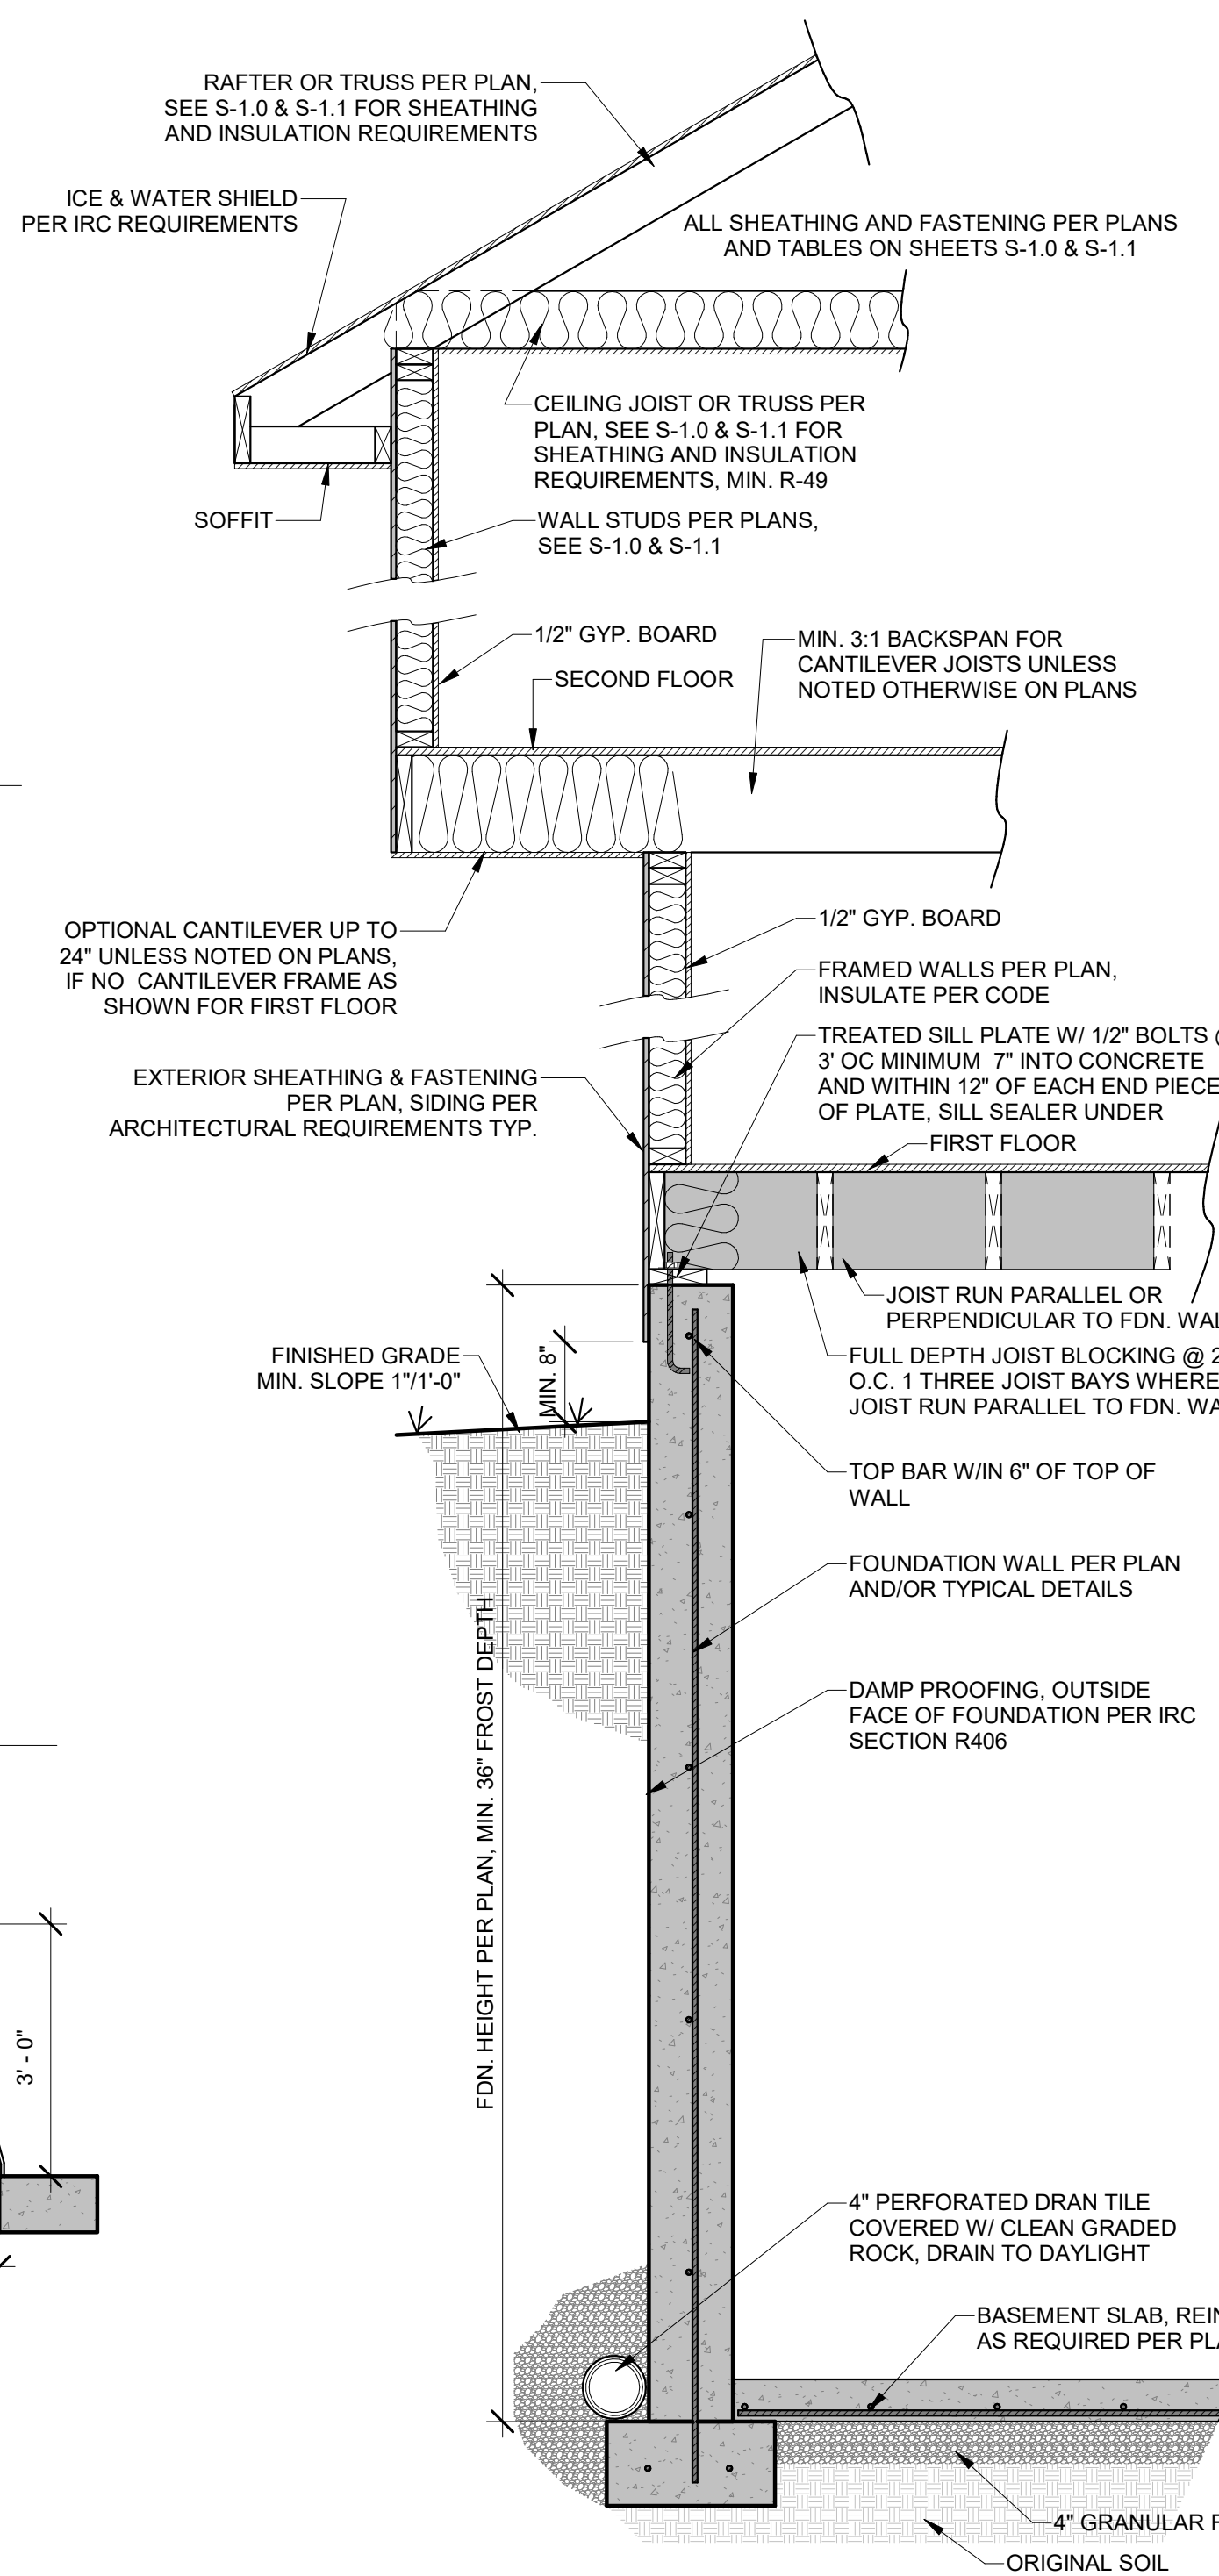 RAFTER OR TRUSS PER PLAN,
SEE S-1.0 & S-1.1 FOR SHEATHING
AND INSULATION REQUIREMENTS
ICE & WATER SHIELD
PER IRC REQUIREMENTS
ALL SHEATHING AND FASTENING PER PLANS
AND TABLES ON SHEETS S-1.0 & S-1.1
CEILING JOIST OR TRUSS PER
PLAN, SEE S-1.0 & S-1.1 FOR
SHEATHING AND INSULATION
REQUIREMENTS, MIN. R-49
SOFFIT
WALL STUDS PER PLANS,
SEE S-1.0 & S-1.1
1/2" GYP. BOARD
SECOND FLOOR
MIN. 3:1 BACKSPAN FOR
CANTILEVER JOISTS UNLESS
NOTED OTHERWISE ON PLANS
OPTIONAL CANTILEVER UP TO
24" UNLESS NOTED ON PLANS,
IF NO CANTILEVER FRAME AS
SHOWN FOR FIRST FLOOR
1/2" GYP. BOARD
FRAMED WALLS PER PLAN,
INSULATE PER CODE
TREATED SILL PLATE W/ 1/2" BOLTS
3' OC MINIMUM 7" INTO CONCRETE
AND WITHIN 12" OF EACH END PIECE
OF PLATE, SILL SEALER UNDER
EXTERIOR SHEATHING & FASTENING
PER PLAN, SIDING PER
ARCHITECTURAL REQUIREMENTS TYP.
FIRST FLOOR
JOIST RUN PARALLEL OR
PERPENDICULAR TO FDN.
FULL DEPTH JOIST BLOCKING @
O.C. 1 THREE JOIST BAYS WHERE
JOIST RUN PARALLEL TO FDN.
FINISHED GRADE
MIN. SLOPE 1"/1'-0"
MIN. 8"
TOP BAR W/IN 6" OF TOP OF
WALL
FOUNDATION WALL PER PLAN
AND/OR TYPICAL DETAILS
FDN. HEIGHT PER PLAN, MIN. 36" FROST DEPTH
DAMP PROOFING, OUTSIDE
FACE OF FOUNDATION PER IRC
SECTION R406
3' - 0"
4" PERFORATED DRAN TILE
COVERED W/ CLEAN GRADED
ROCK, DRAIN TO DAYLIGHT
BASEMENT SLAB,
AS REQUIRED PER
4" GRANULAR
ORIGINAL SOIL